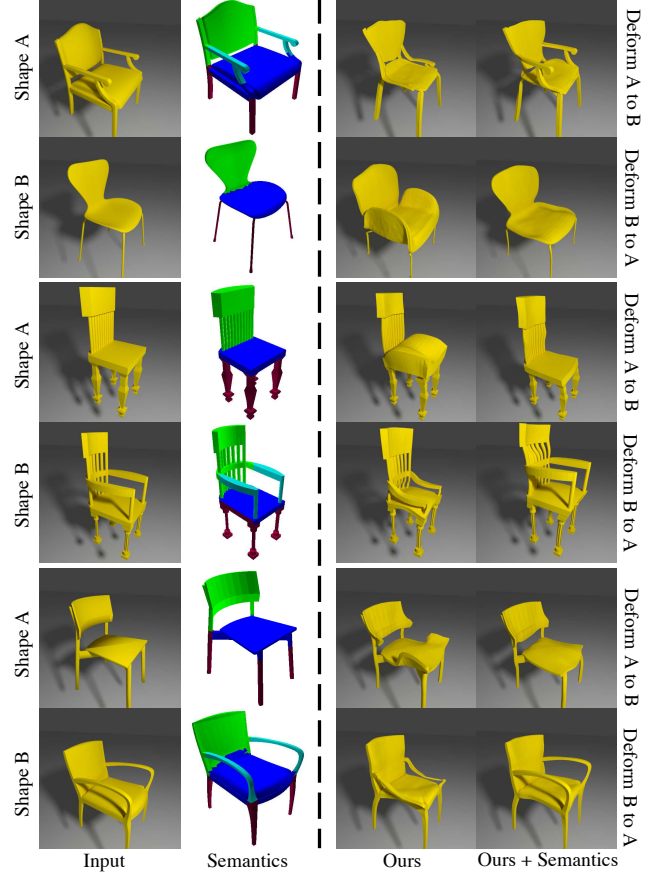 Shape A
Deform A to B
Shape B
Deform B to A
Shape A
Deform A to B
Shape B
Deform B to A
Shape A
Deform A to B
Shape B
Deform B to A
Input
Semantics
Ours
Ours + Semantics